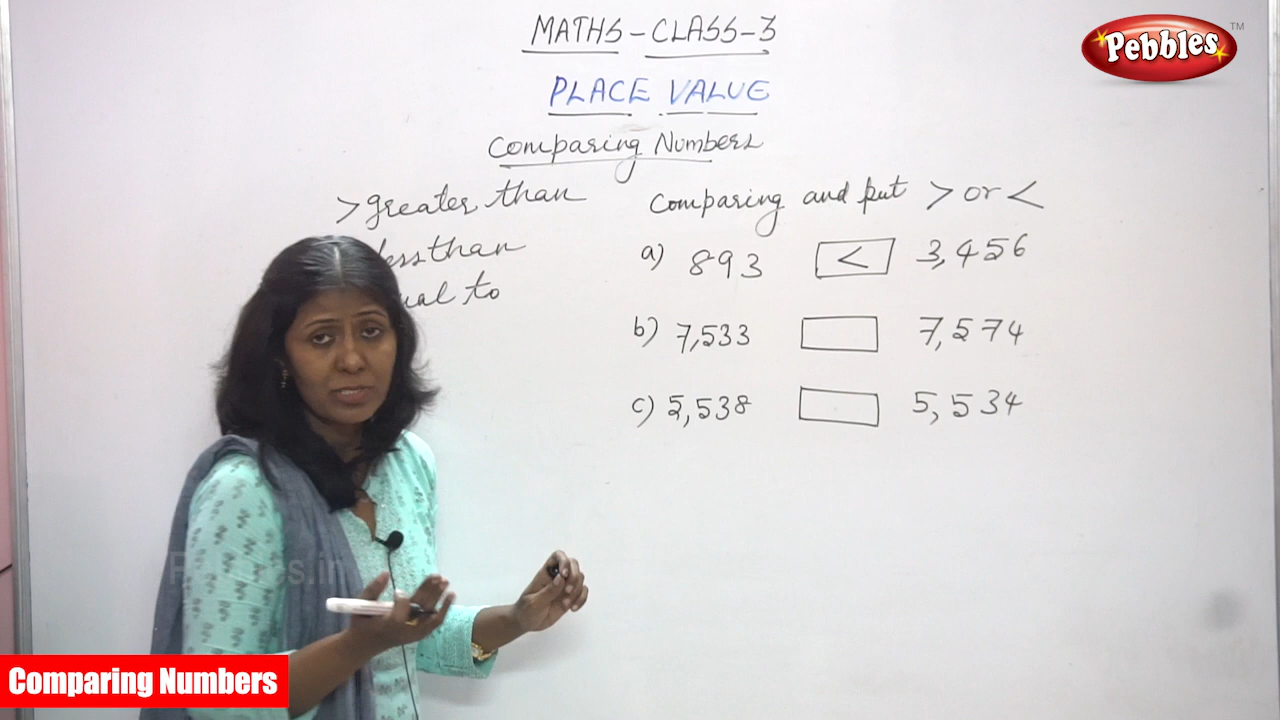 MATHS - CLASS - 3
Pebbles TM
PLACE VALUE
Comparing Numbers
> greater than
less than
to
Comparing and put > or <
a) 893 < 3,456
b) 7,533 7,574
c) 5,538 5,534
Comparing Numbers